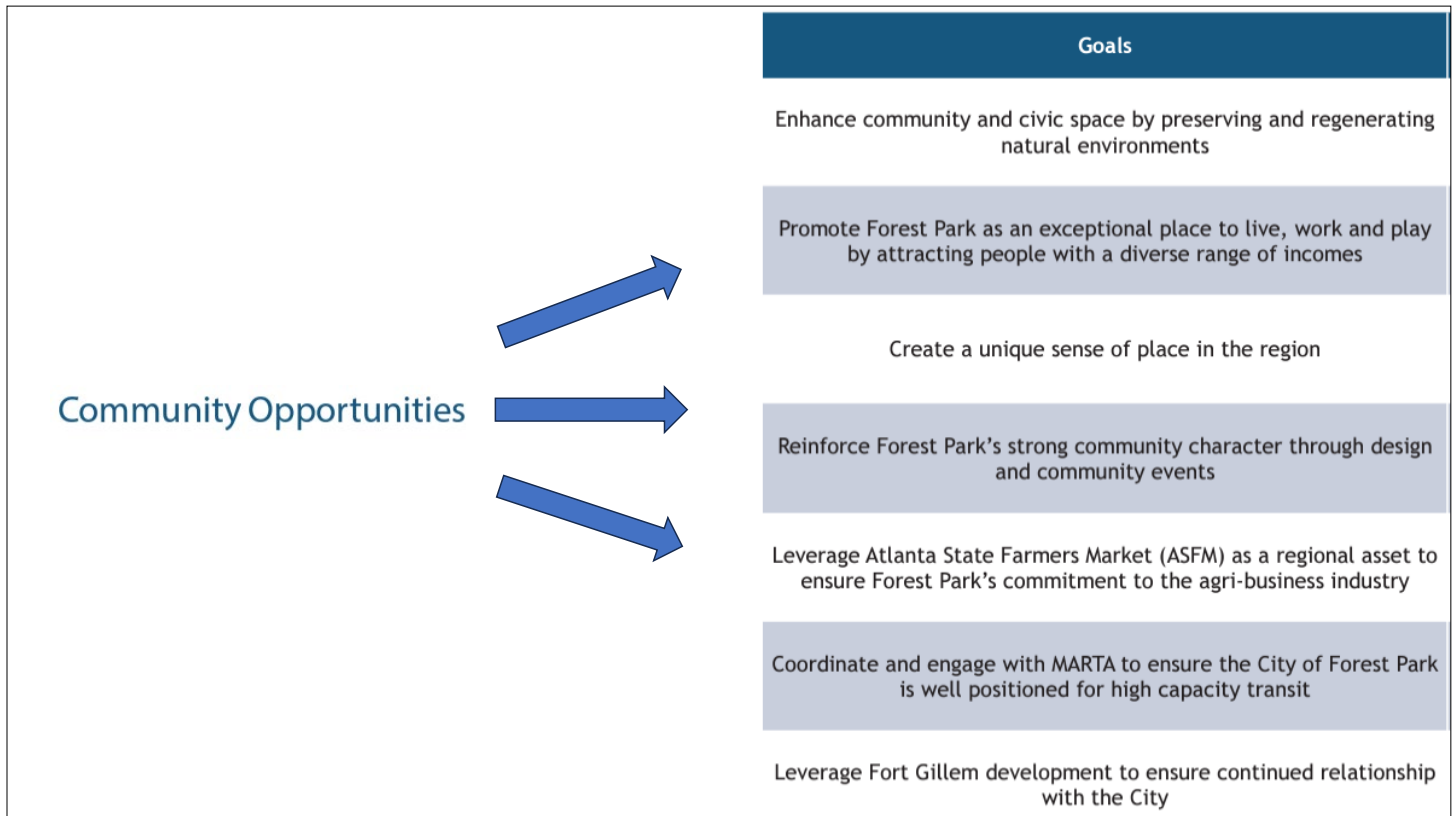 Goals
Enhance community and civic space by preserving and regenerating
natural environments
Promote Forest Park as an exceptional place to live, work and play
by attracting people with a diverse range of incomes
Create a unique sense of place in the region
Community Opportunities
Reinforce Forest Park’s strong community character through design
and community events
Leverage Atlanta State Farmers Market (ASFM) as a regional asset to
ensure Forest Park’s commitment to the agri-business industry
Coordinate and engage with MARTA to ensure the City of Forest Park
is well positioned for high capacity transit
Leverage Fort Gillem development to ensure continued relationship
with the City